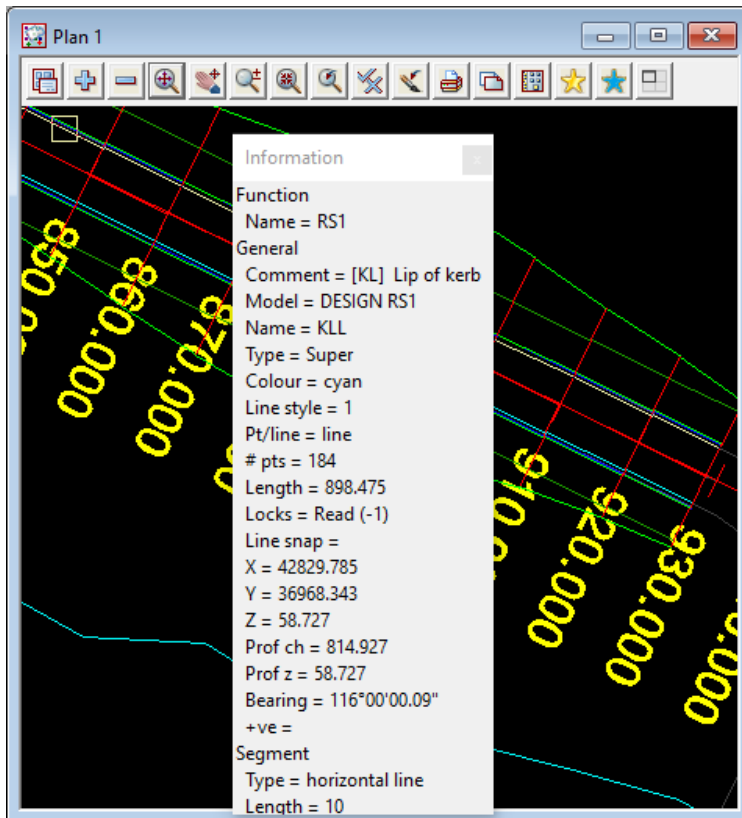 Plan 1
Information
x
Function
Name = RS1
General
Comment = [KL] Lip of kerb
Model = DESIGN RS1
Name = KLL
Type = Super
Colour = cyan
Line style = 1
Pt/line = line
# pts = 184
Length = 898.475
Locks = Read (-1)
Line snap =
X = 42829.785
Y = 36968.343
Z = 58.727
Prof ch = 814.927
Prof z = 58.727
Bearing = 116°00'00.09"
+ve =
Segment
Type = horizontal line
Length = 10
860.000
870.000
920.000
930.000